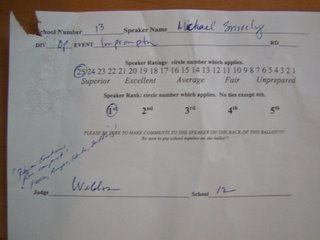 School Number 13 Speaker Name Michael Snively
DIV Of EVENT Impromptu RD
Speaker Ratings: circle number which applies.
25 24 23 22 21 20 19 18 17 16 15 14 13 12 11 10 9 8 7 6 5 4 3 2 1
Superior Excellent Average Fair Unprepared
Speaker Rank: circle number which applies. No ties except 4th.
1st 2nd 3rd 4th 5th
PLEASE BE SURE TO MAKE COMMENTS TO THE SPEAKER ON THE BACK OF THIS BALLOT!!!
Be sure to put school number on the ballot!!
Judge School 12